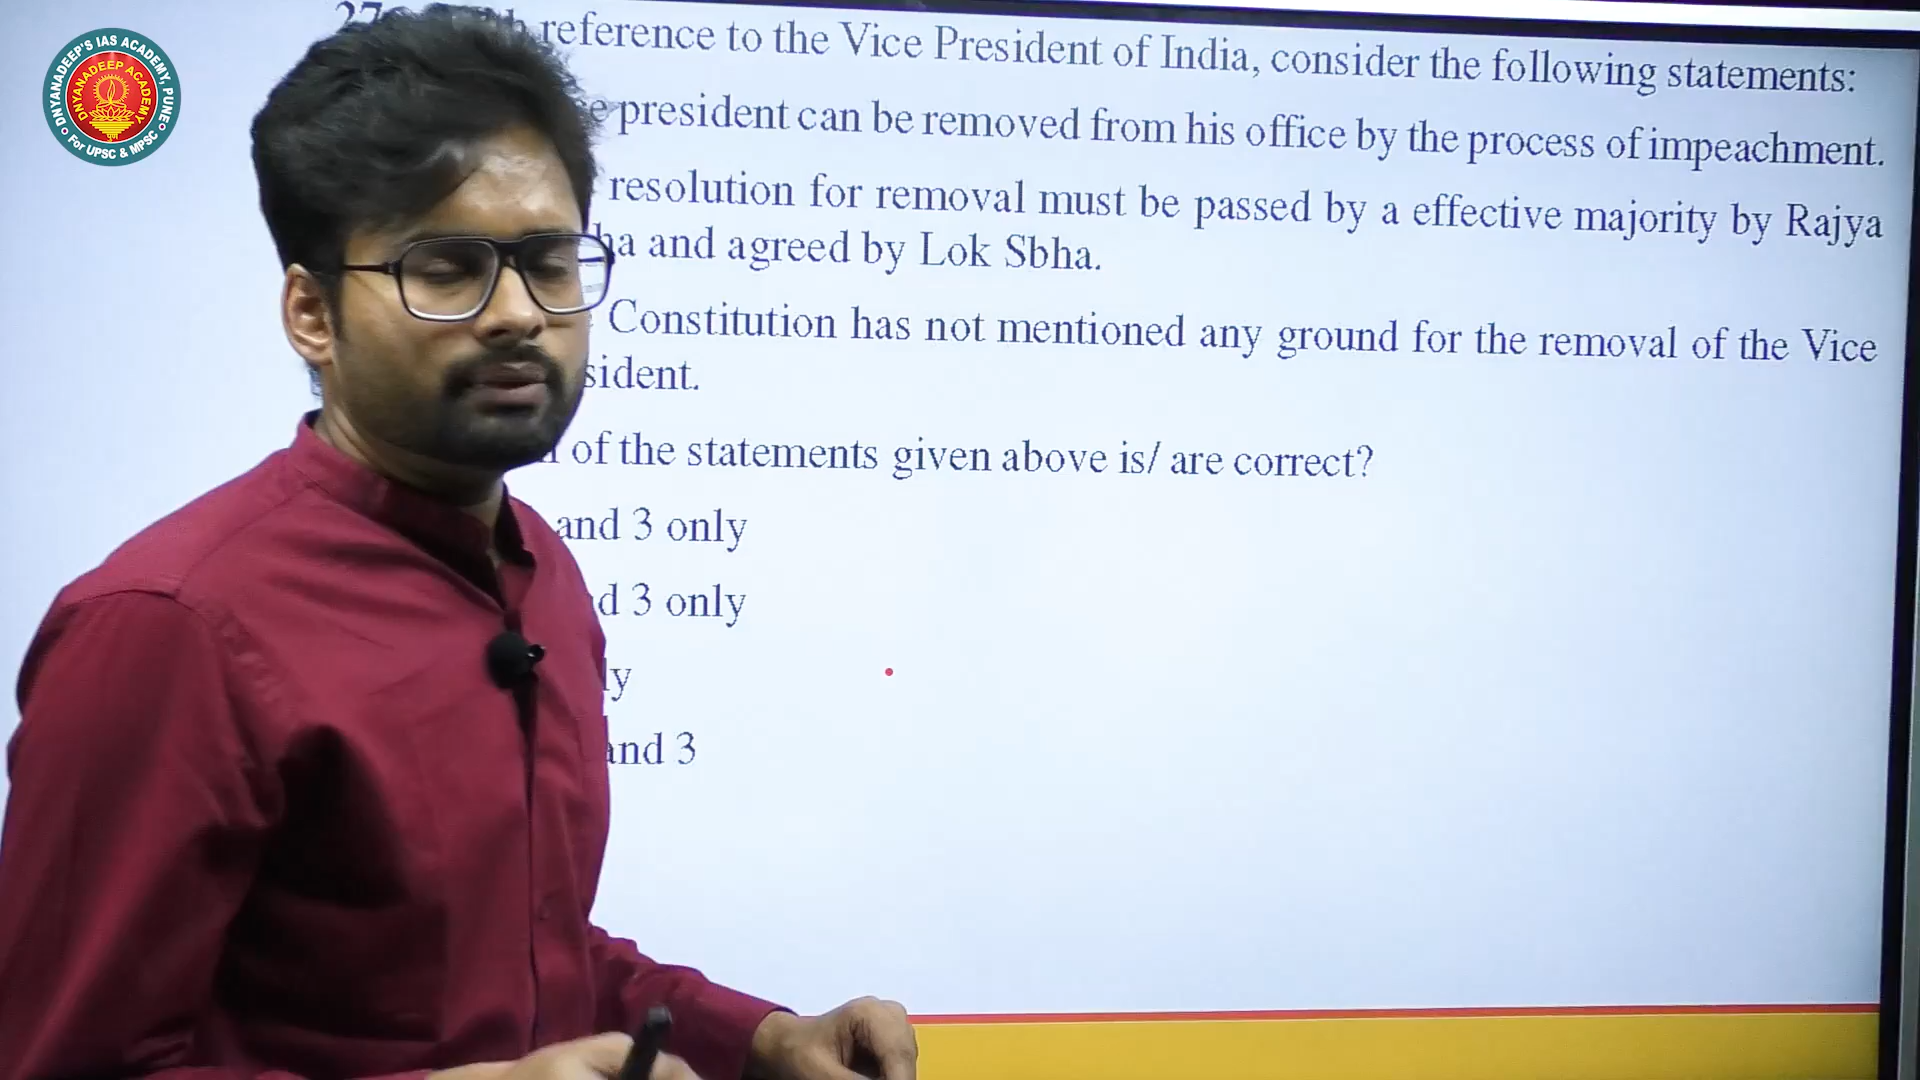 DNYANADEEP'S IAS ACADEMY, PUNE
DNYANADEEP ACADEMY
For UPSC & MPSC
reference to the Vice President of India, consider the following statements:
president can be removed from his office by the process of impeachment.
resolution for removal must be passed by a effective majority by Rajya
and agreed by Lok Sbha.
Constitution has not mentioned any ground for the removal of the Vice
of the statements given above is/ are correct?
and 3 only
3 only
and 3